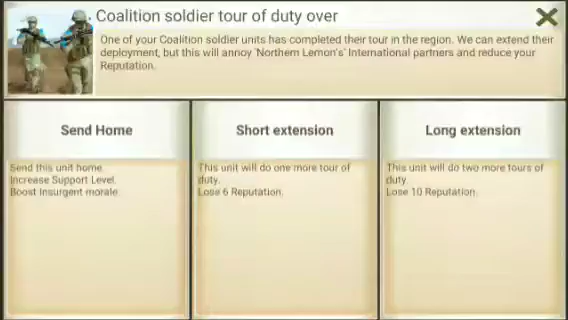 Coalition soldier tour of duty over
One of your Coalition soldier units has completed their tour in the region. We can extend their
deployment, but this will annoy 'Northern Lemon's' International partners and reduce your
Reputation.
Send Home
Short extension
Long extension
Send this unit home.
Increase Support Level.
Boost Insurgent morale.
This unit will do one more tour of
duty.
Lose 6 Reputation.
This unit will do two more tours of
duty.
Lose 10 Reputation.